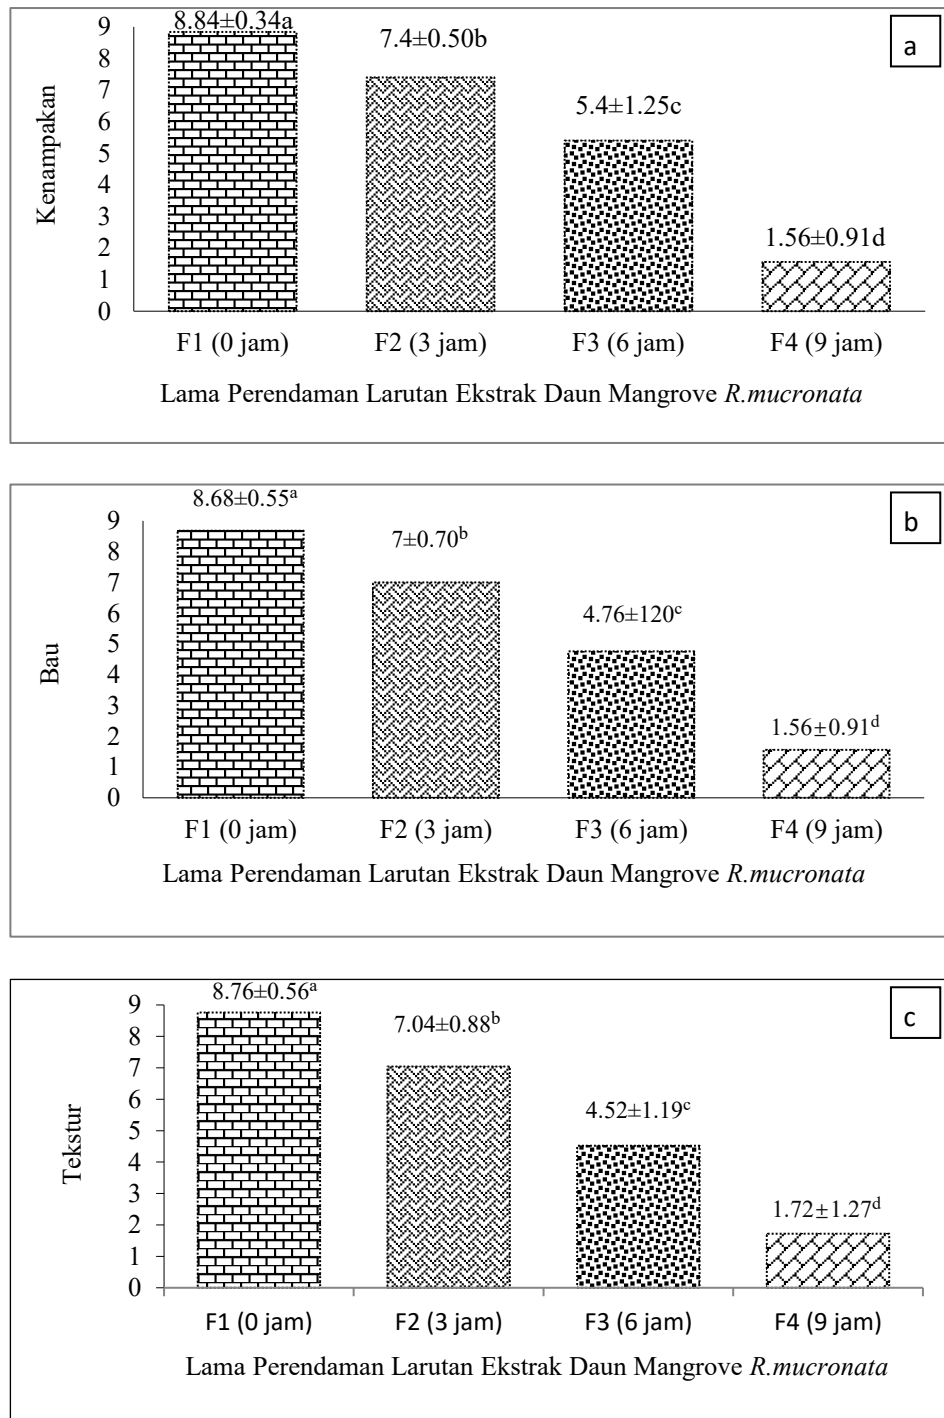 a
8.84±0.34a
7.4±0.50b
5.4±1.25c
1.56±0.91d
Kenampakan
9
8
7
6
5
4
3
2
1
0
F1 (0 jam) F2 (3 jam) F3 (6 jam) F4 (9 jam)
Lama Perendaman Larutan Ekstrak Daun Mangrove R.mucronata
b
8.68±0.55ᵃ
7±0.70ᵇ
4.76±120ᶜ
1.56±0.91ᵈ
Bau
9
8
7
6
5
4
3
2
1
0
F1 (0 jam) F2 (3 jam) F3 (6 jam) F4 (9 jam)
Lama Perendaman Larutan Ekstrak Daun Mangrove R.mucronata
c
8.76±0.56ᵃ
7.04±0.88ᵇ
4.52±1.19ᶜ
1.72±1.27ᵈ
Tekstur
9
8
7
6
5
4
3
2
1
0
F1 (0 jam) F2 (3 jam) F3 (6 jam) F4 (9 jam)
Lama Perendaman Larutan Ekstrak Daun Mangrove R.mucronata